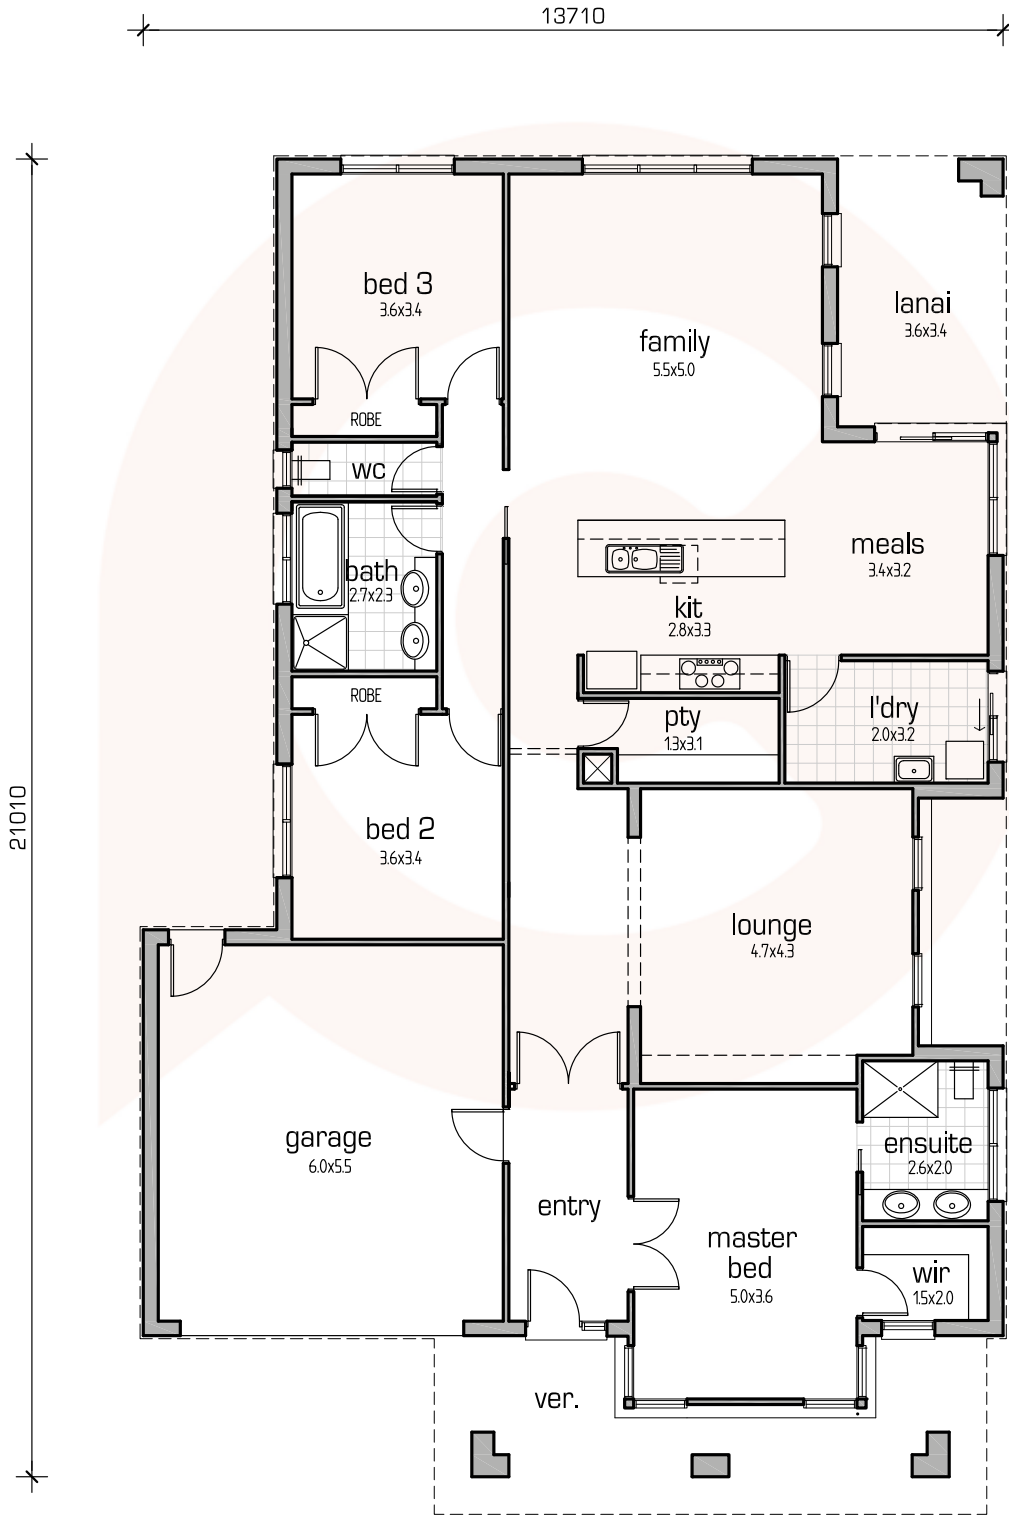 13710
21010
bed 3
3.6x3.4
ROBE
family
5.5x5.0
lanai
3.6x3.4
wc
bath
2.7x2.3
meals
3.4x3.2
kit
2.8x3.3
ROBE
pty
1.3x3.1
l'dry
2.0x3.2
bed 2
3.6x3.4
lounge
4.7x4.3
garage
6.0x5.5
entry
ensuite
2.6x2.0
master
bed
5.0x3.6
wir
1.5x2.0
ver.